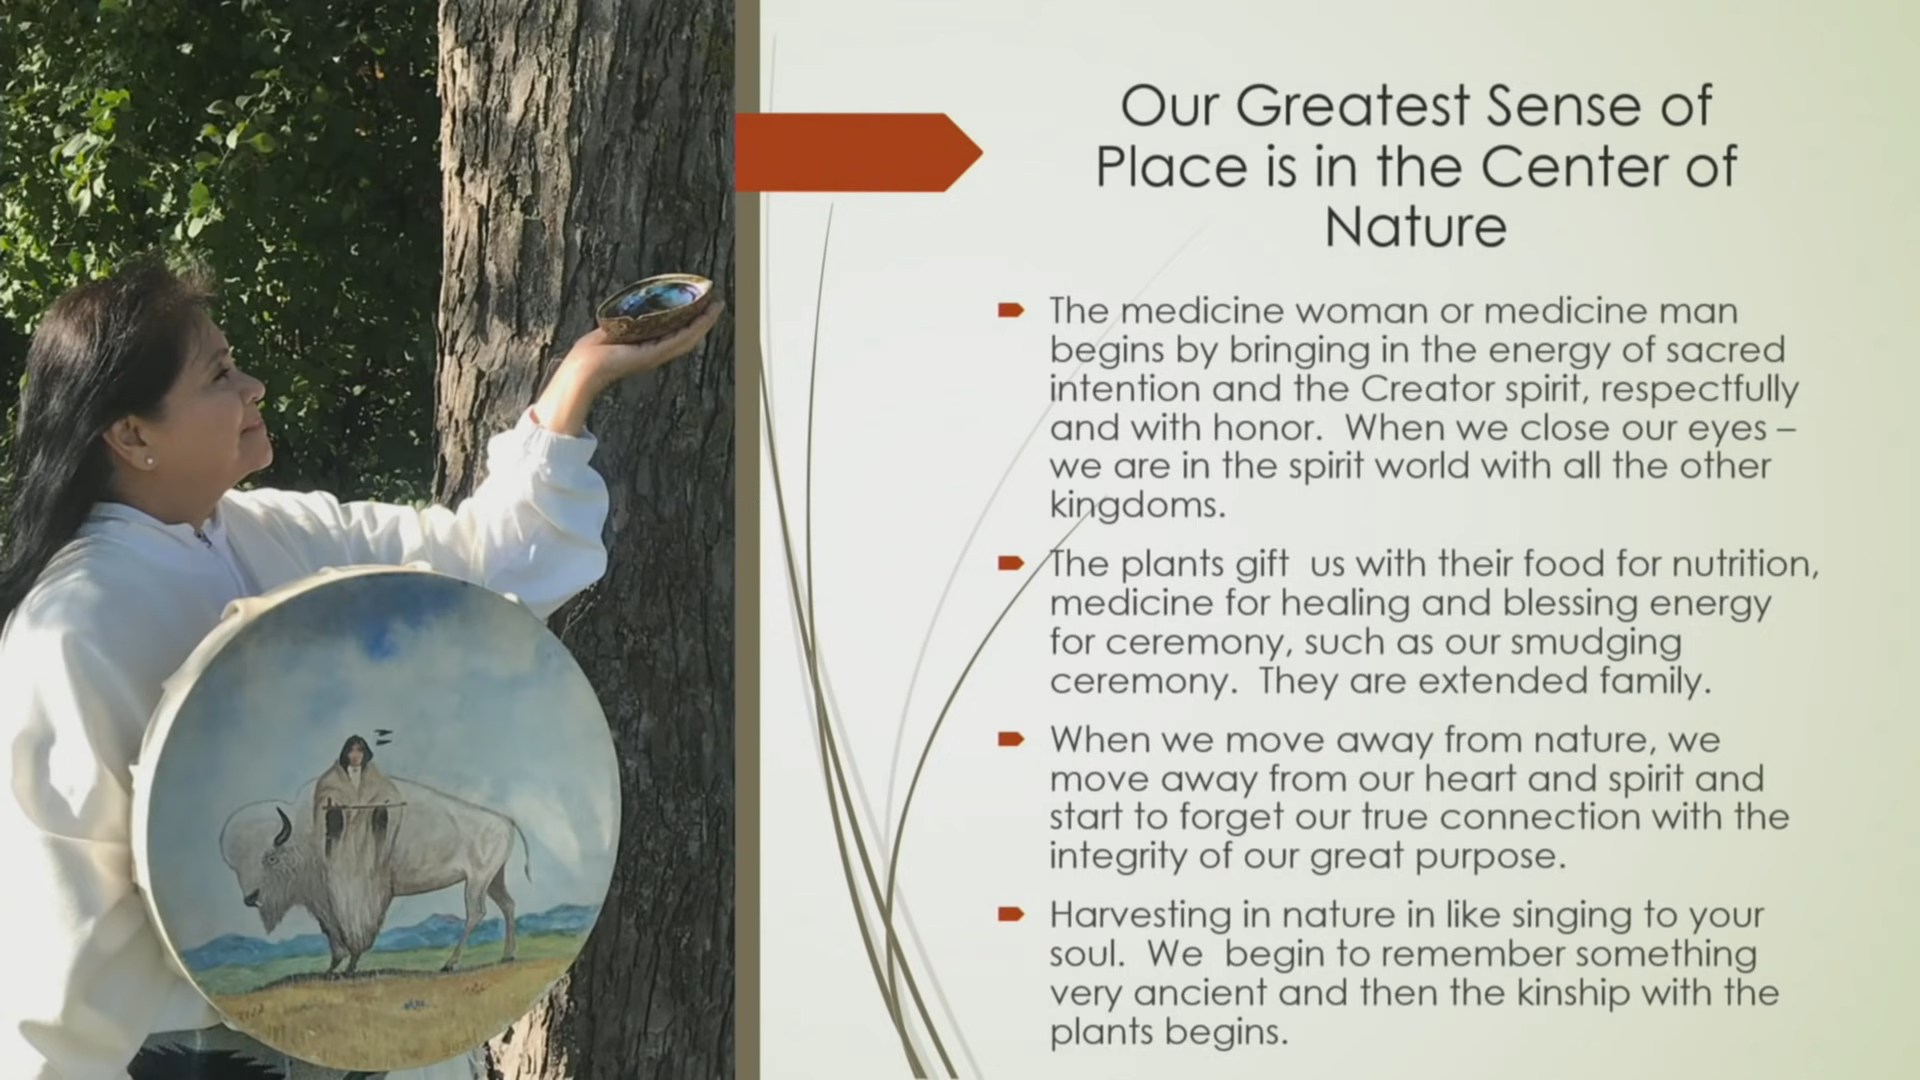 Our Greatest Sense of
Place is in the Center of
Nature
The medicine woman or medicine man
begins by bringing in the energy of sacred
intention and the Creator spirit, respectfully
and with honor.  When we close our eyes –
we are in the spirit world with all the other
kingdoms.
The plants gift  us with their food for nutrition,
medicine for healing and blessing energy
for ceremony, such as our smudging
ceremony.  They are extended family.
When we move away from nature, we
move away from our heart and spirit and
start to forget our true connection with the
integrity of our great purpose.
Harvesting in nature in like singing to your
soul.  We  begin to remember something
very ancient and then the kinship with the
plants begins.